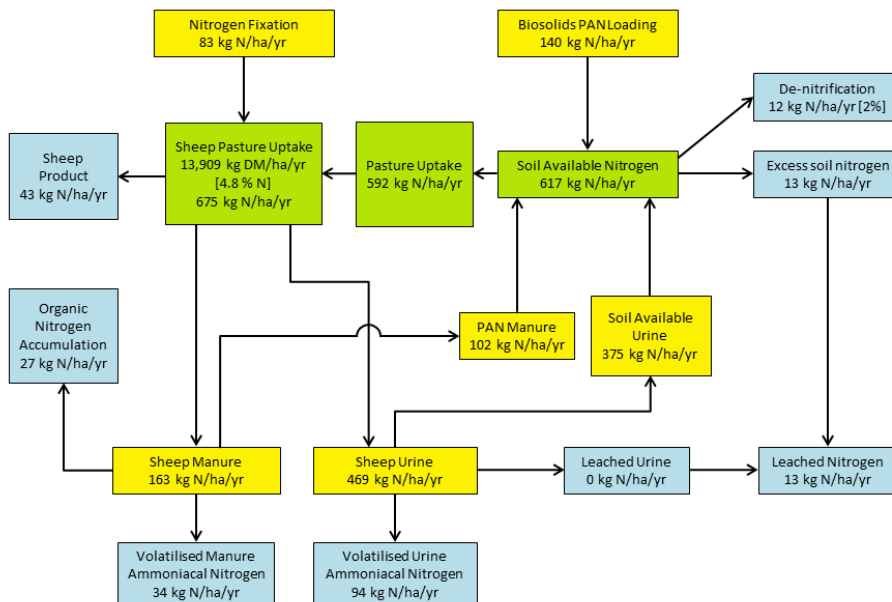 Nitrogen Fixation
83 kg N/ha/yr
Biosolids PAN Loading
140 kg N/ha/yr
De-nitrification
12 kg N/ha/yr [2%]
Sheep
Product
43 kg N/ha/yr
Sheep Pasture Uptake
13,909 kg DM/ha/yr
[4.8 % N]
675 kg N/ha/yr
Pasture Uptake
592 kg N/ha/yr
Soil Available Nitrogen
617 kg N/ha/yr
Excess soil nitrogen
13 kg N/ha/yr
Organic
Nitrogen
Accumulation
27 kg N/ha/yr
PAN Manure
102 kg N/ha/yr
Soil Available
Urine
375 kg N/ha/yr
Sheep Manure
163 kg N/ha/yr
Sheep Urine
469 kg N/ha/yr
Leached Urine
0 kg N/ha/yr
Leached Nitrogen
13 kg N/ha/yr
Volatilised Manure
Ammoniacal Nitrogen
34 kg N/ha/yr
Volatilised Urine
Ammoniacal Nitrogen
94 kg N/ha/yr